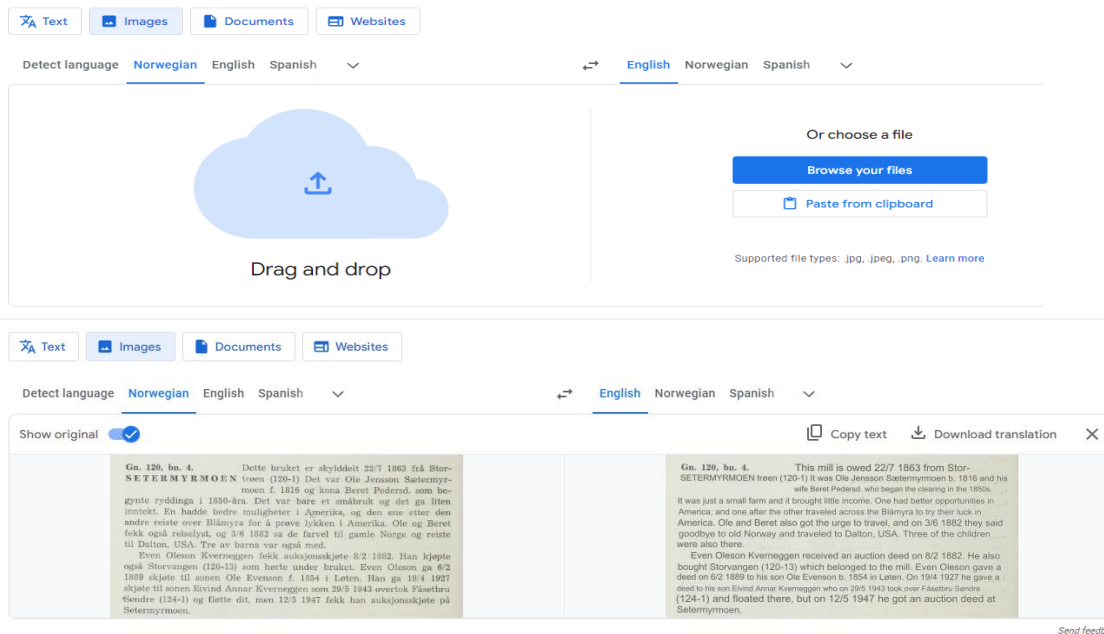 Text Images Documents Websites
Detect language Norwegian English Spanish English Norwegian Spanish
Drag and drop
Or choose a file
Browse your files
Paste from clipboard
Supported file types: .jpg, .jpeg, .png. Learn more
Text Images Documents Websites
Detect language Norwegian English Spanish English Norwegian Spanish
Show original Copy text Download translation
Gn. 120, bn. 4. Dette bruket er skylddelt 22/7 1863 frå Stor-
SETERMYRMOEN trøen (120-1) Det var Ole Jensson Sætermyr-
moen f. 1816 og kona Beret Pedersd. som be-
gynte ryddinga i 1850-åra. Det var bare et småbruk og det ga liten
inntekt. En hadde bedre muligheter i Amerika, og den ene etter den
andre reiste over Blåmyra for å prøve lykken i Amerika. Ole og Beret
fekk også reiselyst, og 3/6 1882 sa de farvel til gamle Norge og reiste
til Dalton, USA. Tre av barna var også med.
Even Oleson Kverneggen fekk auksjonsskjøte 8/2 1882. Han kjøpte
også Storvangen (120-13) som hørte under bruket. Even Oleson ga 6/2
1889 skjøte til sonen Ole Evenson f. 1854 i Løten. Han ga 19/4 1927
skjøte til sonen Eivind Annar Kverneggen som 29/5 1943 overtok Fåsetbru
Søndre (124-1) og fløtte dit, men 12/5 1947 fekk han auksjonsskjøte på
Setermyrmoen.
Gn. 120, bn. 4. This mill is owed 22/7 1863 from Stor-
SETERMYRMOEN trøen (120-1) It was Ole Jensson Sætermyrmoen b. 1816 and his
wife Beret Pedersd. who began the clearing in the 1850s.
It was just a small farm and it brought little income. One had better opportunities in
America, and one after the other traveled across the Blåmyra to try their luck in
America. Ole and Beret also got the urge to travel, and on 3/6 1882 they said
goodbye to old Norway and traveled to Dalton, USA. Three of the children
were also there.
Even Oleson Kverneggen received an auction deed on 8/2 1882. He also
bought Storvangen (120-13) which belonged to the mill. Even Oleson gave a
deed on 6/2 1889 to his son Ole Evenson b. 1854 in Løten. On 19/4 1927 he gave a
deed to his son Eivind Annar Kverneggen who on 29/5 1943 took over Fåsetbru Søndre
(124-1) and floated there, but on 12/5 1947 he got an auction deed at
Setermyrmoen.